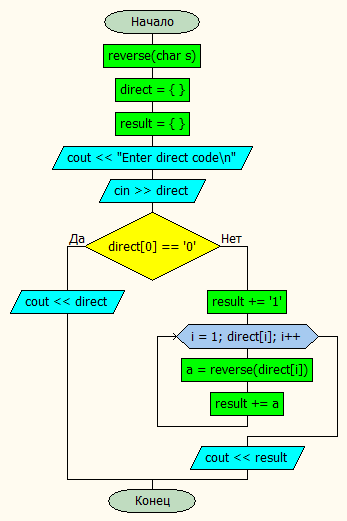 Начало
reverse(char s)
direct = { }
result = { }
cout << "Enter direct code\n"
cin >> direct
direct[0] == '0'
Да
Нет
cout << direct
result += '1'
i = 1; direct[i]; i++
a = reverse(direct[i])
result += a
cout << result
Конец